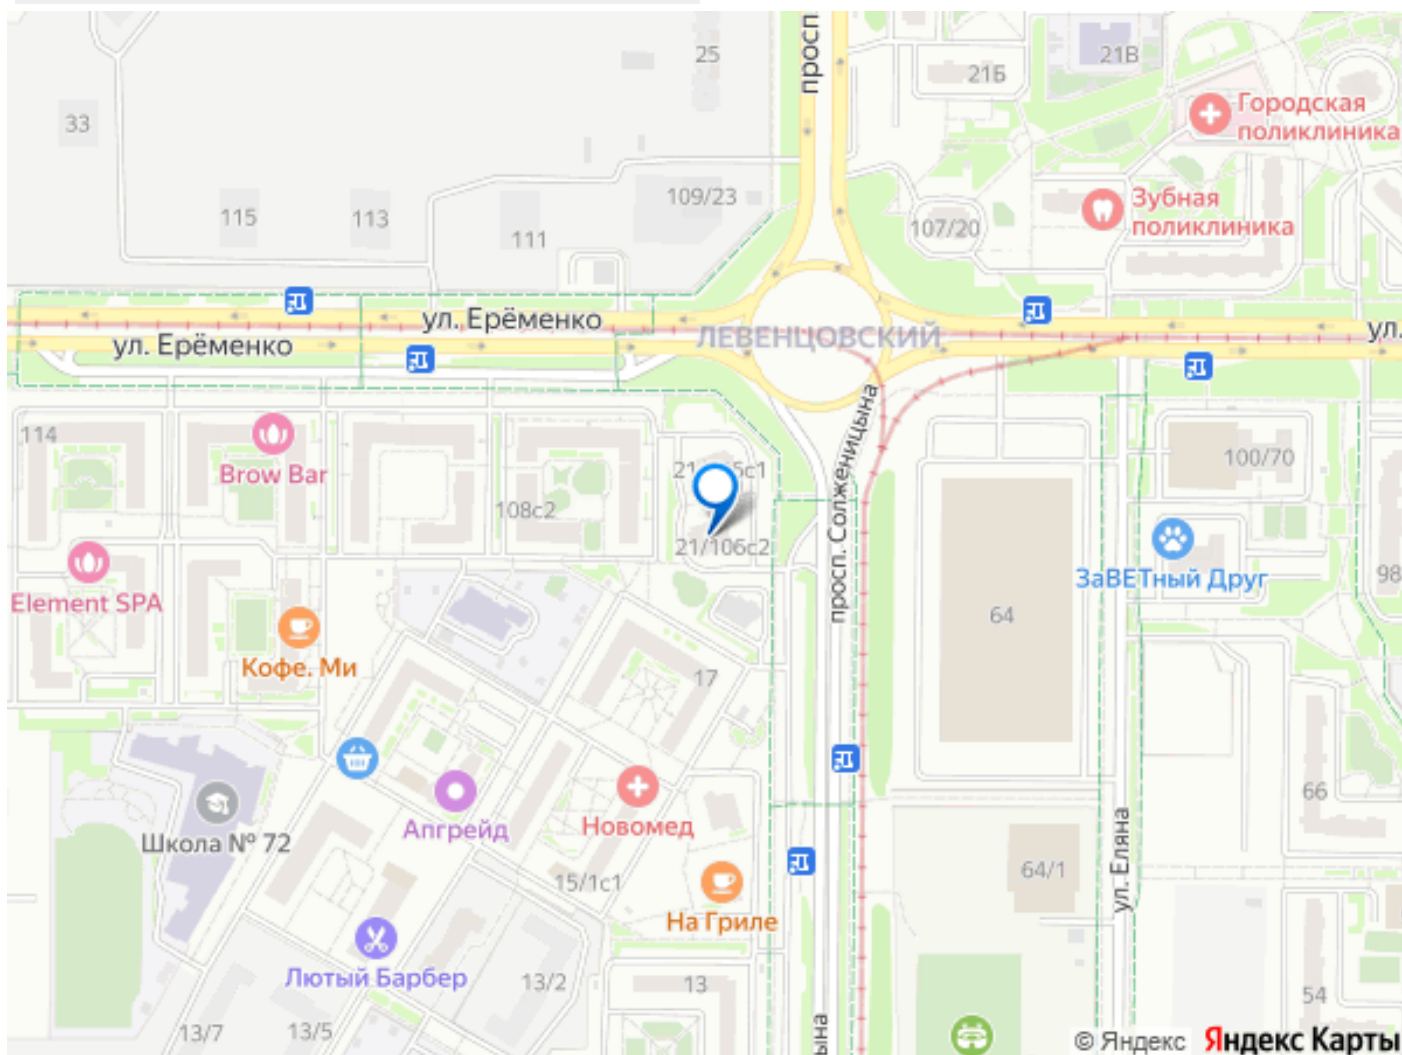 просп.
25
21Б
21В
Городская
поликлиника
33
109/23
Зубная
поликлиника
115
113
111
107/20
ул. Ерёменко
ЛЕВЕНЦОВСКИЙ
ул.
ул. Ерёменко
просп. Солженицына
114
Brow Bar
108с2
21/106с2
100/70
ЗаВЕТный Друг
98
Element SPA
Кофе. Ми
64
17
66
Школа № 72
Апгрейд
Новомед
15/1с1
На Гриле
64/1
ул. Еляна
Лютый Барбер
13/2
13
54
13/7
13/5
© Яндекс Яндекс Карты